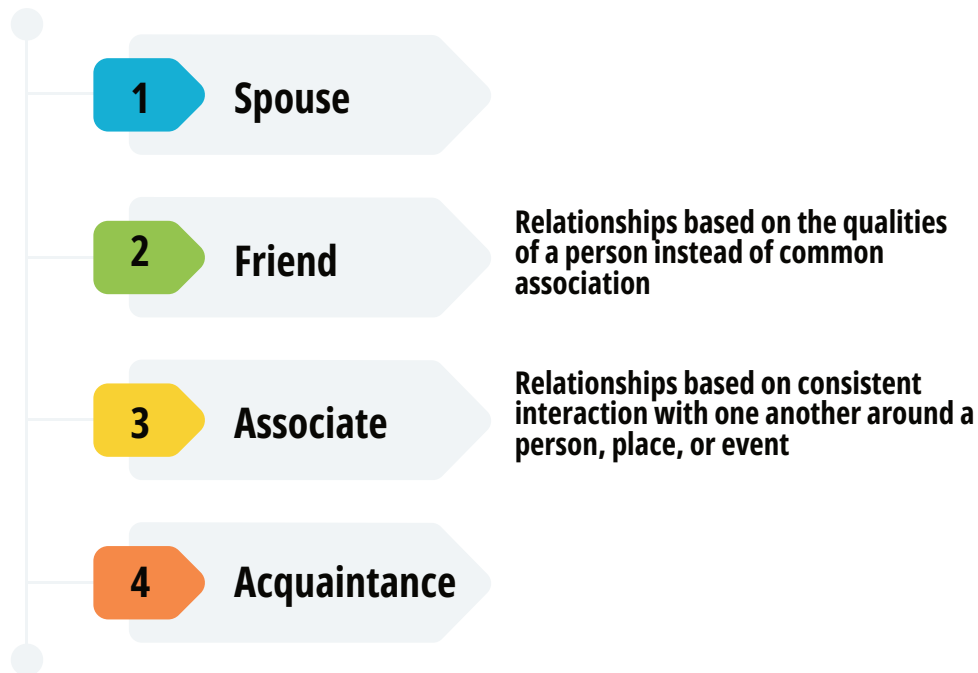 1
Spouse
2
Friend
Relationships based on the qualities
of a person instead of common
association
3
Associate
Relationships based on consistent
interaction with one another around a
person, place, or event
4
Acquaintance